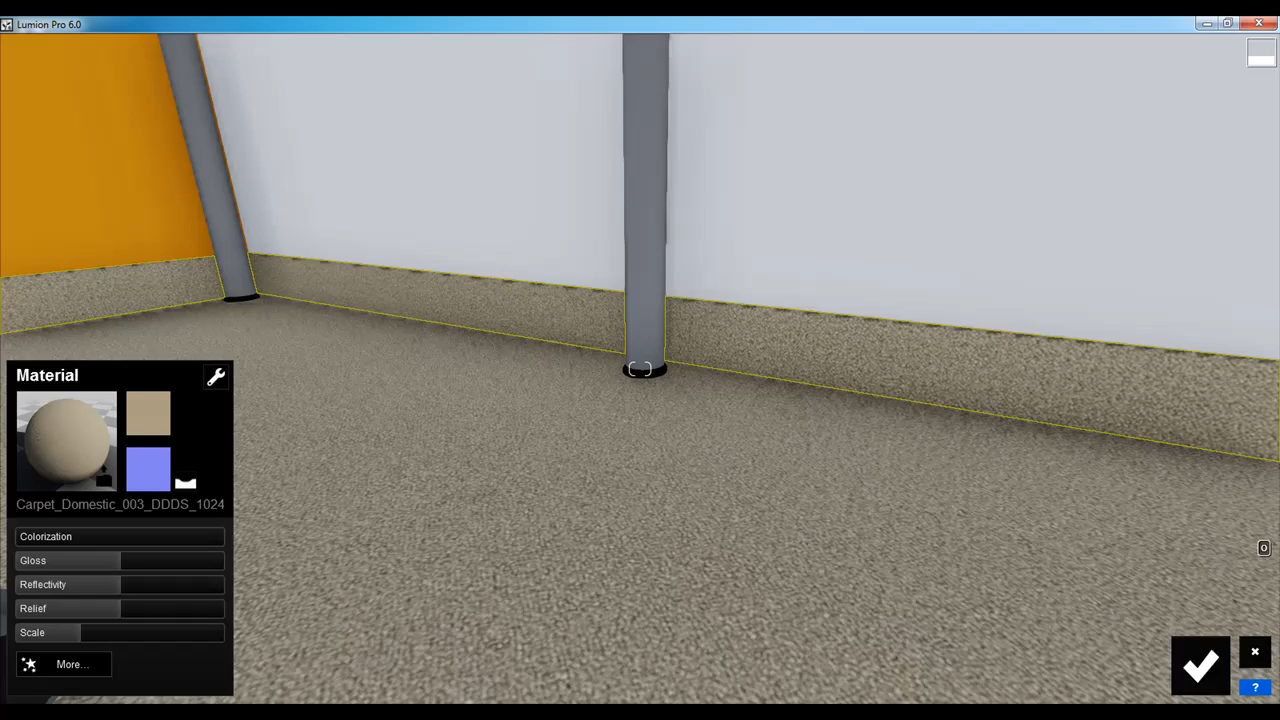 Lumion Pro 6.0
Material
Carpet_Domestic_003_DDDS_1024
Colorization
Gloss
Reflectivity
Relief
Scale
More...
o
?